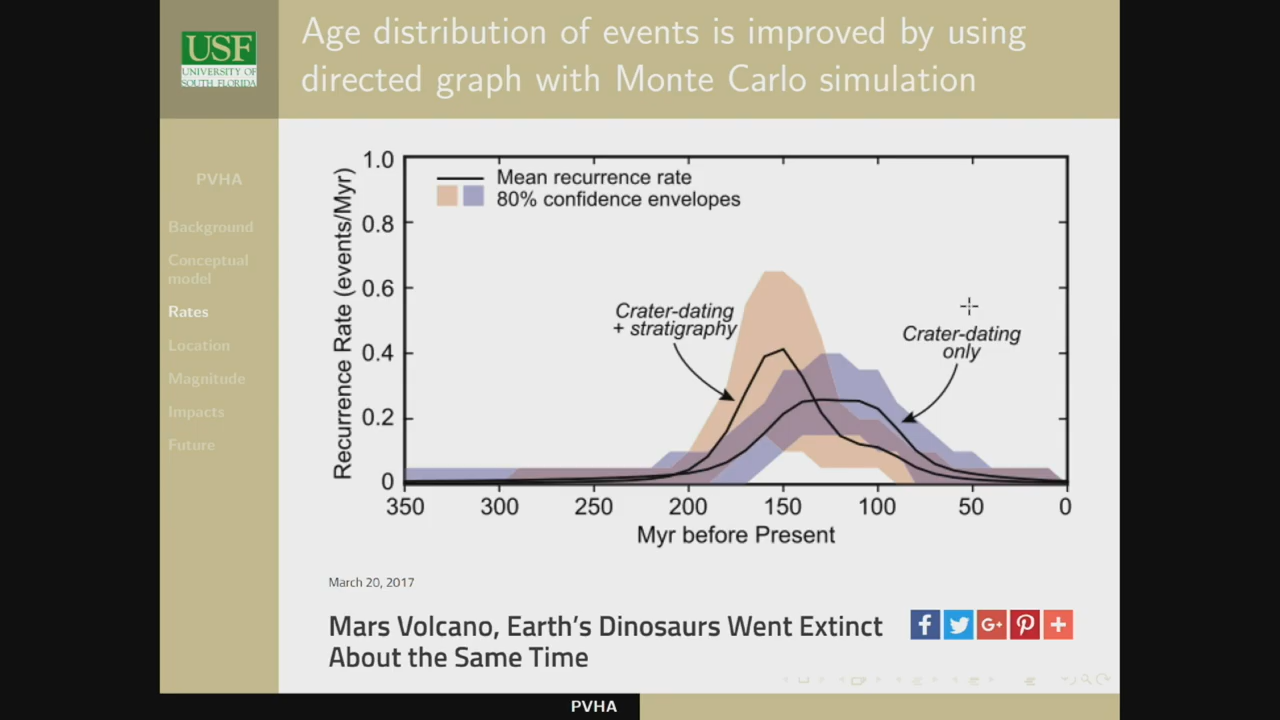 USF
UNIVERSITY OF
SOUTH FLORIDA
Age distribution of events is improved by using
directed graph with Monte Carlo simulation
PVHA
Background
Conceptual
model
Rates
Location
Magnitude
Impacts
Future
Recurrence Rate (events/Myr)
1.0
0.8
0.6
0.4
0.2
0
Mean recurrence rate
80% confidence envelopes
Crater-dating
+ stratigraphy
Crater-dating
only
350 300 250 200 150 100 50 0
Myr before Present
March 20, 2017
Mars Volcano, Earth's Dinosaurs Went Extinct
About the Same Time
f G+ +
PVHA